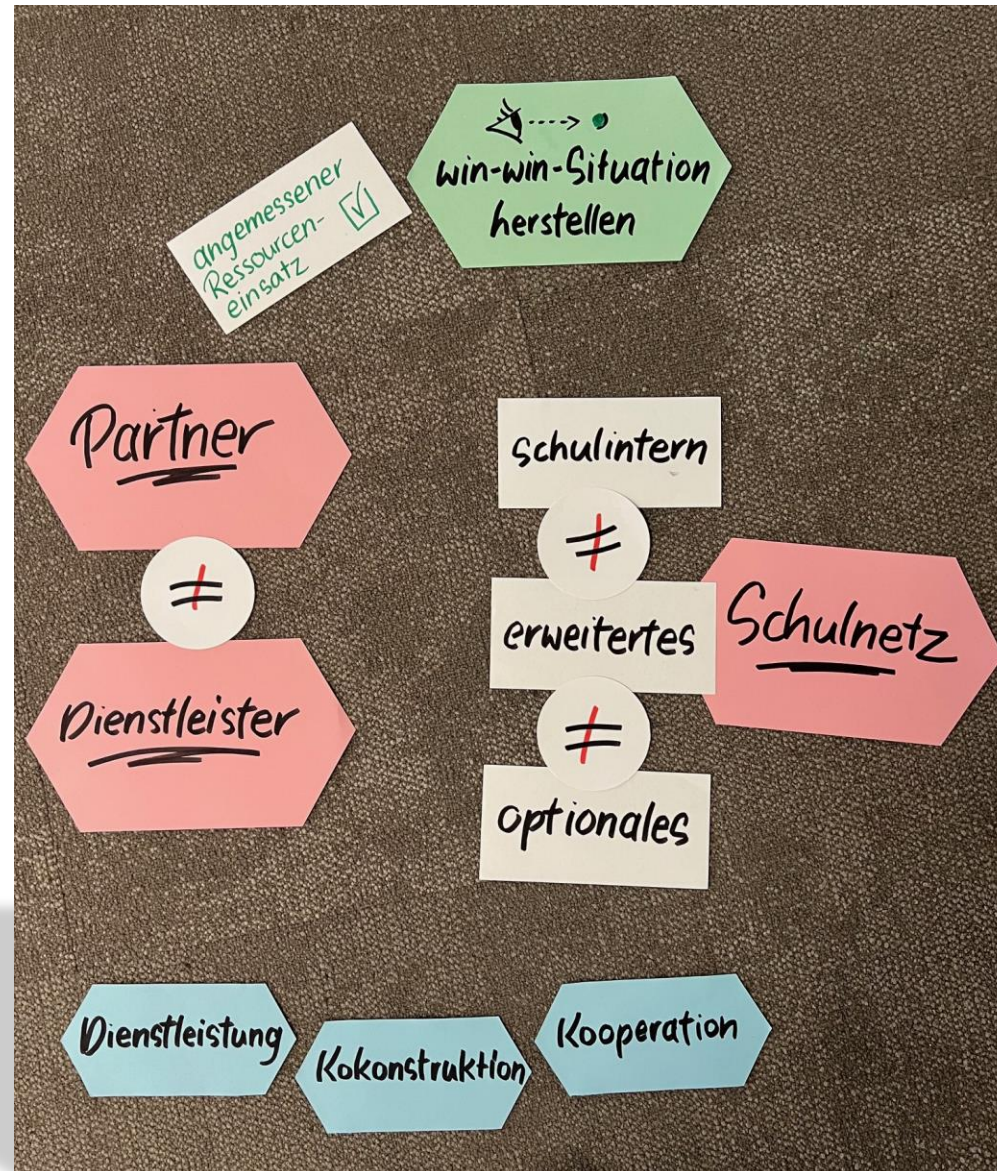 win-win-Situation
herstellen
angemessener
Ressourcen-
einsatz
Partner
≠
Dienstleister
schulintern
≠
erweitertes
≠
optionales
Schulnetz
Dienstleistung
Kokonstruktion
Kooperation